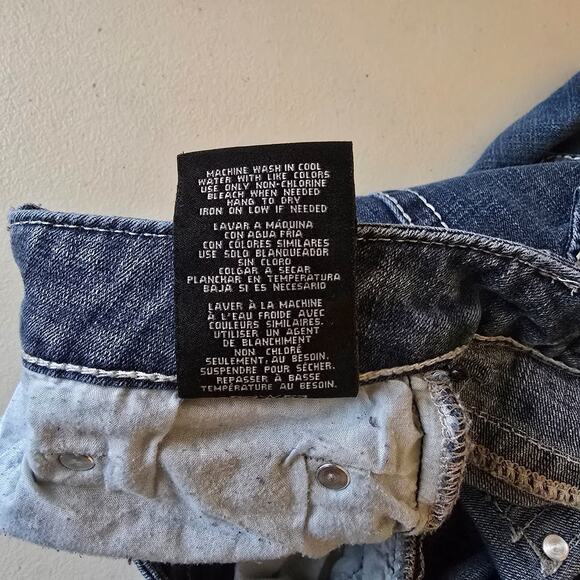 MACHINE WASH IN COOL
WATER WITH LIKE COLORS
USE ONLY NON-CHLORINE
BLEACH WHEN NEEDED
HANG TO DRY
IRON ON LOW IF NEEDED
LAVAR A MÁQUINA
CON AGUA FRIA
CON COLORES SIMILARES
USE SOLO BLANQUEADOR
SIN CLORO
COLGAR A SECAR
PLANCHAR EN TEMPERATURA
BAJA SI ES NECESARIO
LAVER À LA MACHINE
À L'EAU FROIDE AVEC
COULEURS SIMILAIRES.
UTILISER UN AGENT
DE BLANCHIMENT
NON CHLORÉ
SEULEMENT, AU BESOIN.
SUSPENDRE POUR SÉCHER.
REPASSER À BASSE
TEMPÉRATURE AU BESOIN.